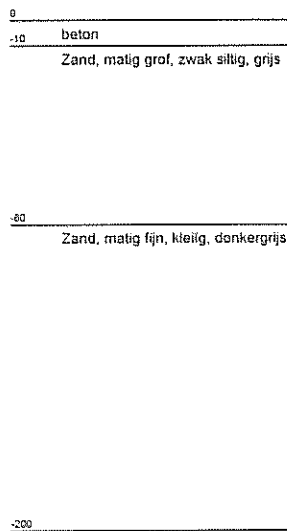 0
beton
-10
Zand, matig grof, zwak siltig, grijs
-80
Zand, matig fijn, kleiig, donkergrijs
-200